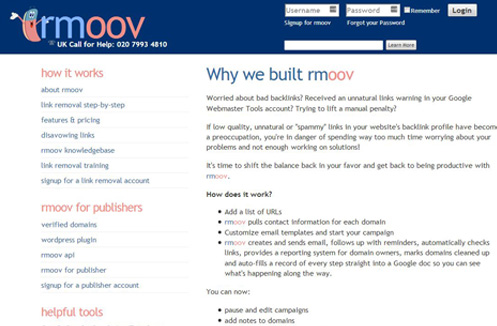 rmoov
UK Call for Help: 020 7993 4810
Username
Password
Remember
Login
Signup for rmoov
Forgot your Password
Learn More
how it works
about rmoov
link removal step-by-step
features & pricing
disavowing links
rmoov knowledgebase
link removal training
signup for a link removal account
rmoov for publishers
verified domains
wordpress plugin
rmoov api
rmoov for publisher
signup for a publisher account
helpful tools
Why we built rmoov
Worried about bad backlinks? Received an unnatural links warning in your Google
Webmaster Tools account? Trying to lift a manual penalty?
If low quality, unnatural or "spammy" links in your website's backlink profile have become
a preoccupation, you're in danger of spending way too much time worrying about your
problems and not enough working on solutions!
It's time to shift the balance back in your favor and get back to being productive with
rmoov.
How does it work?
• Add a list of URLs
• rmoov pulls contact information for each domain
• Customize email templates and start your campaign
• rmoov creates and sends email, follows up with reminders, automatically checks
links, provides a reporting system for domain owners, marks domains cleaned up
and auto-fills a record of every step straight into a Google doc so you can see
what's happening along the way.
You can now:
• pause and edit campaigns
• add notes to domains